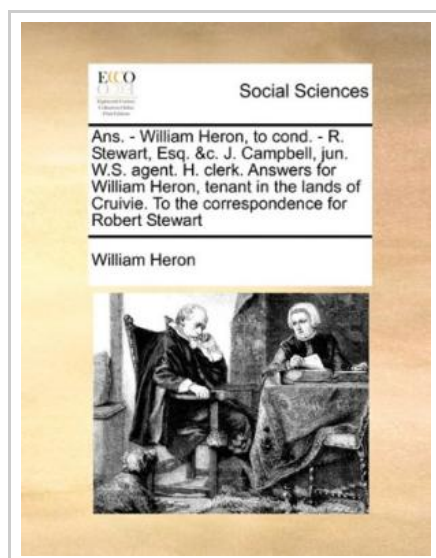 ECCO
Social Sciences
Ans. - William Heron, to cond. - R.
Stewart, Esq. &c. J. Campbell, jun.
W.S. agent. H. clerk. Answers for
William Heron, tenant in the lands of
Cruivie. To the correspondence for
Robert Stewart
William Heron